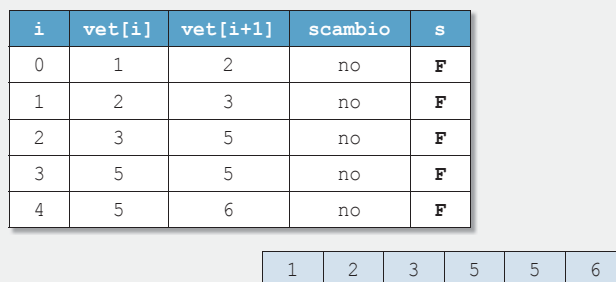 i vet[i] vet[i+1] scambio s
0 1 2 no F
1 2 3 no F
2 3 5 no F
3 5 5 no F
4 5 6 no F
1 2 3 5 5 6